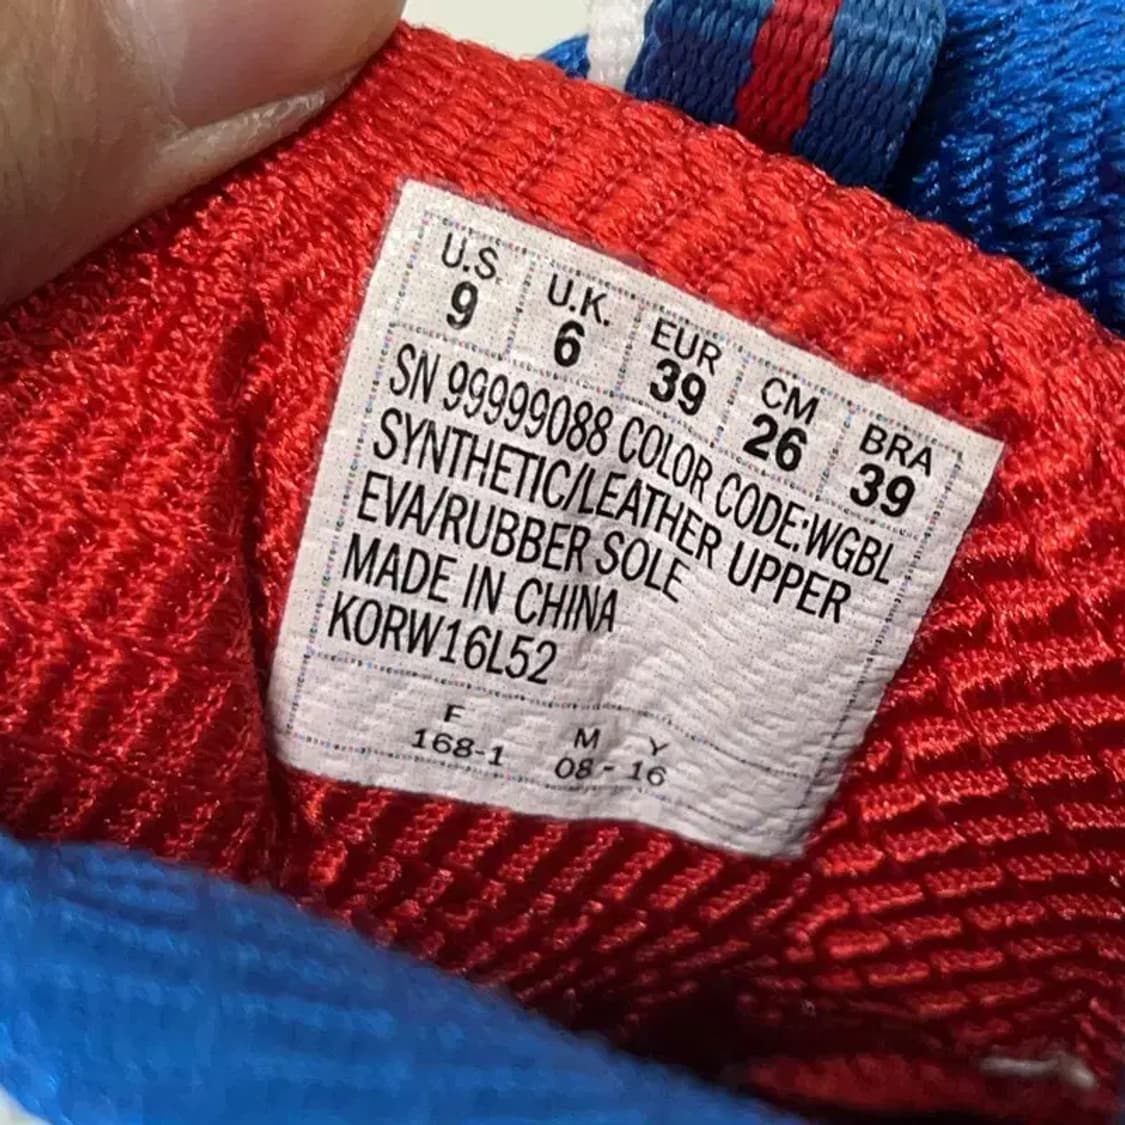 U.S. U.K. EUR CM BRA
9 6 39 26 39
SN 99999088 COLOR CODE:WGBL
SYNTHETIC/LEATHER UPPER
EVA/RUBBER SOLE
MADE IN CHINA
KORW16L52
F M Y
168-1 08 - 16